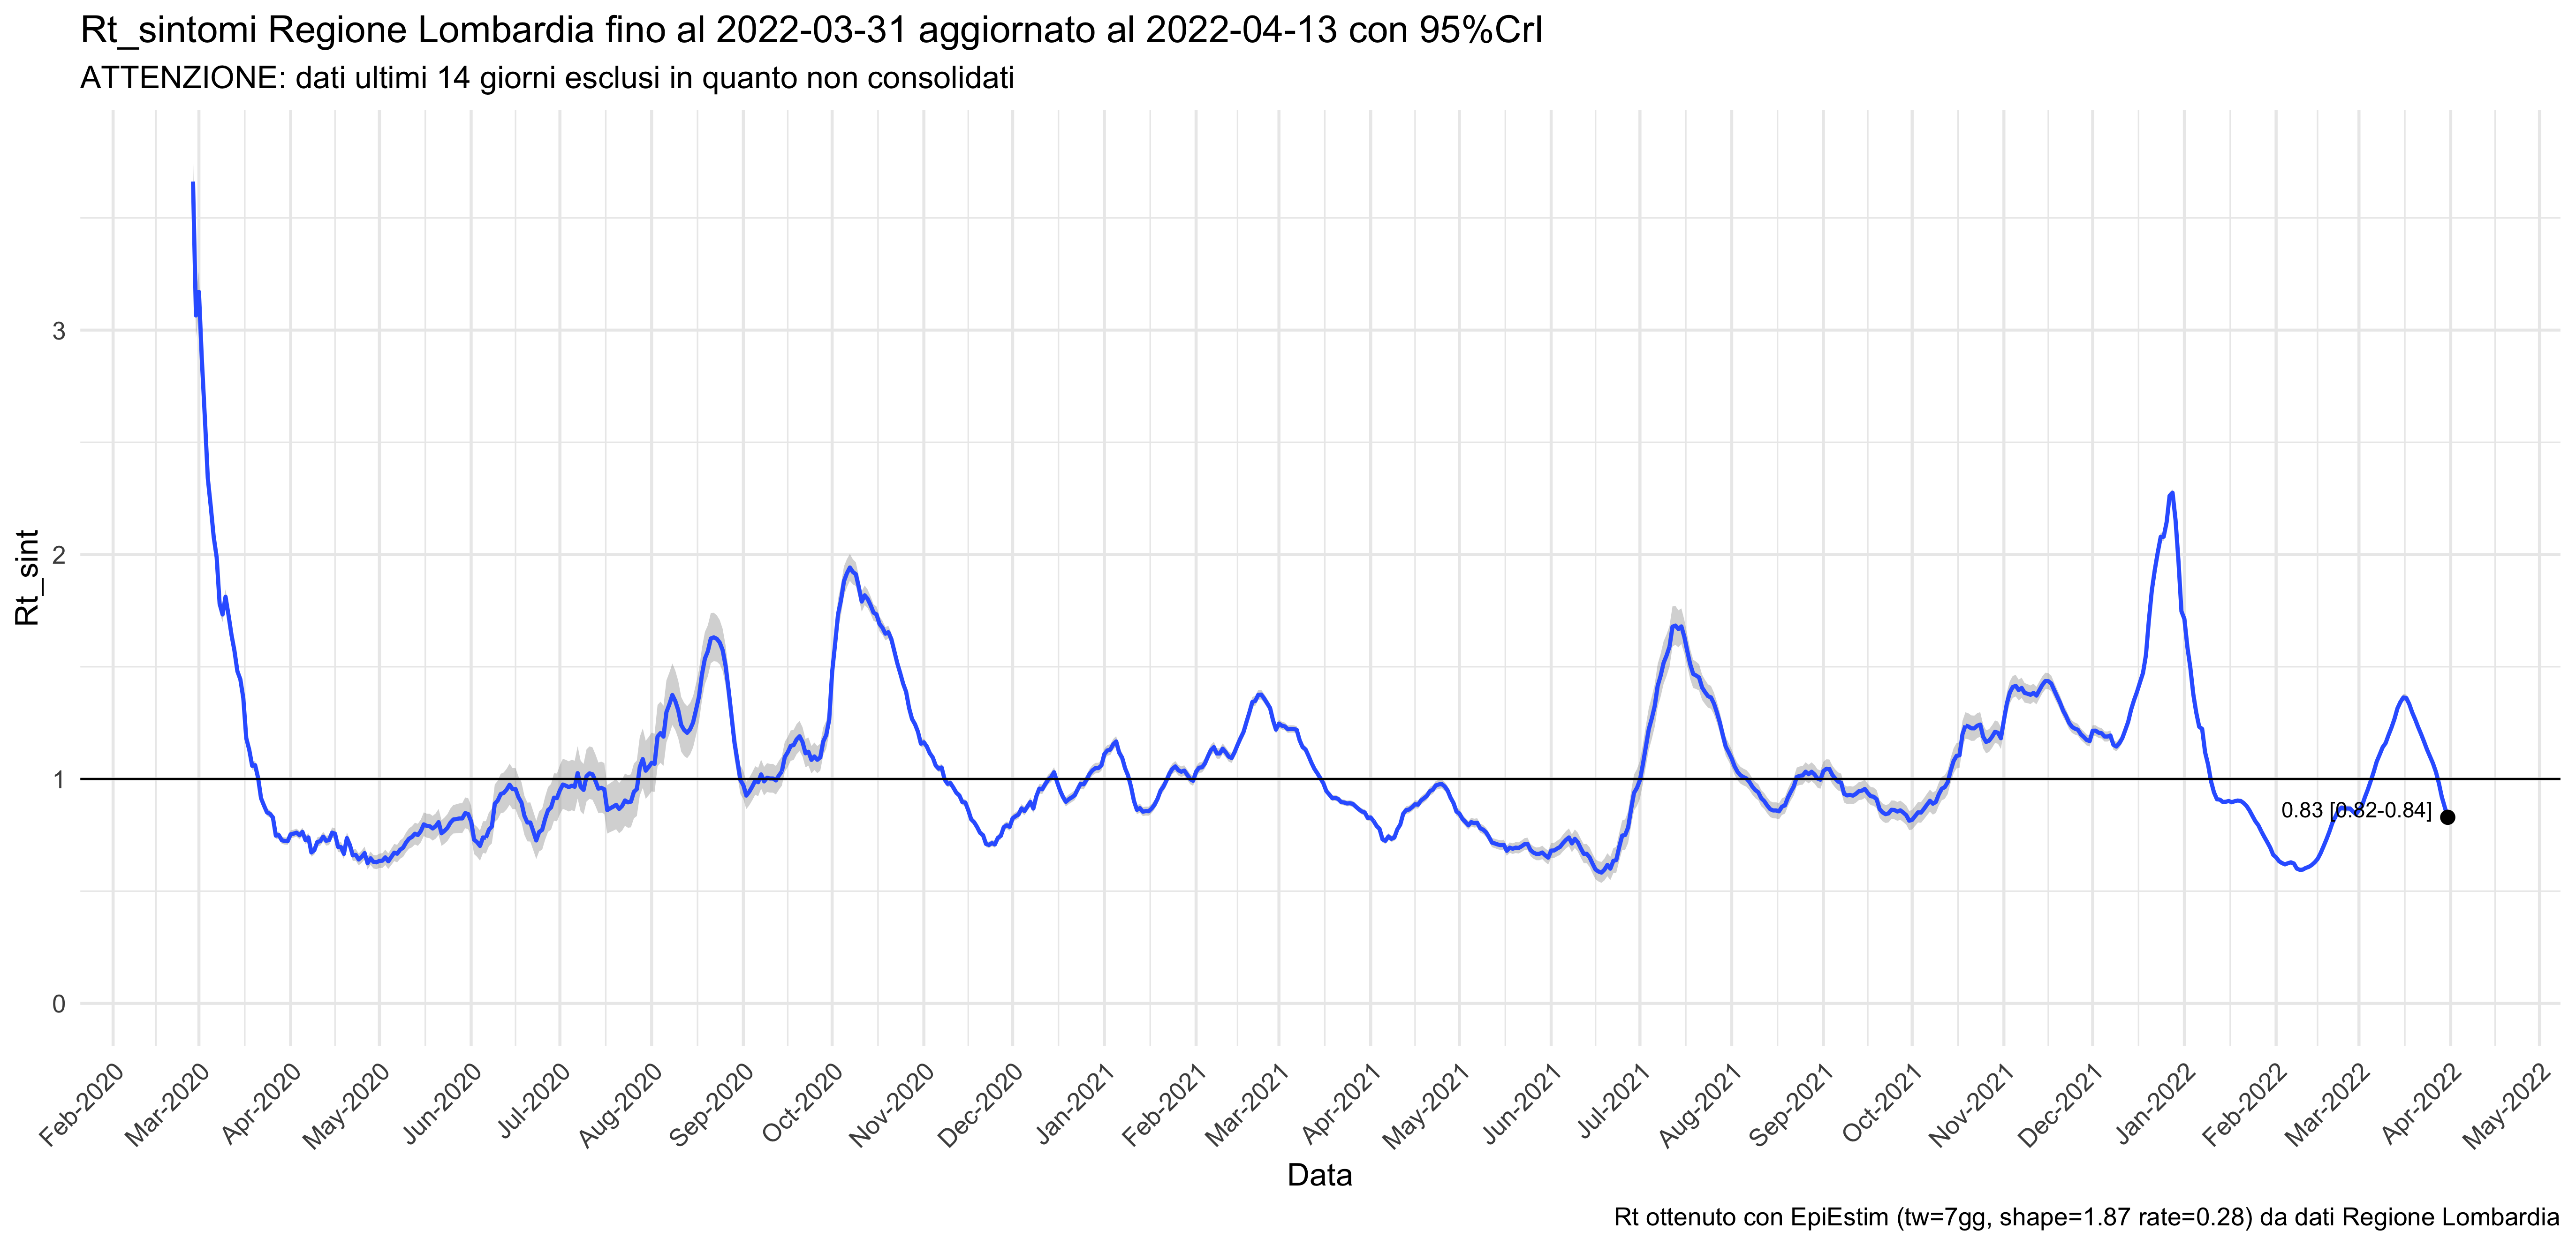 Rt_sintomi Regione Lombardia fino al 2022-03-31 aggiornato al 2022-04-13 con 95%CrI
ATTENZIONE: dati ultimi 14 giorni esclusi in quanto non consolidati
Rt_sint
3
2
1
0
0.83 [0.82-0.84]
Feb-2020
Mar-2020
Apr-2020
May-2020
Jun-2020
Jul-2020
Aug-2020
Sep-2020
Oct-2020
Nov-2020
Dec-2020
Jan-2021
Feb-2021
Mar-2021
Apr-2021
May-2021
Jun-2021
Jul-2021
Aug-2021
Sep-2021
Oct-2021
Nov-2021
Dec-2021
Jan-2022
Feb-2022
Mar-2022
Apr-2022
May-2022
Data
Rt ottenuto con EpiEstim (tw=7gg, shape=1.87 rate=0.28) da dati Regione Lombardia